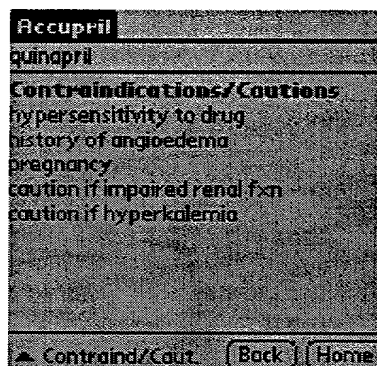 Accupril
quinapril
Contraindications/Cautions
hypersensitivity to drug
history of angioedema
pregnancy
caution if impaired renal fxn
caution if hyperkalemia
Contraind/Caut. Back Home